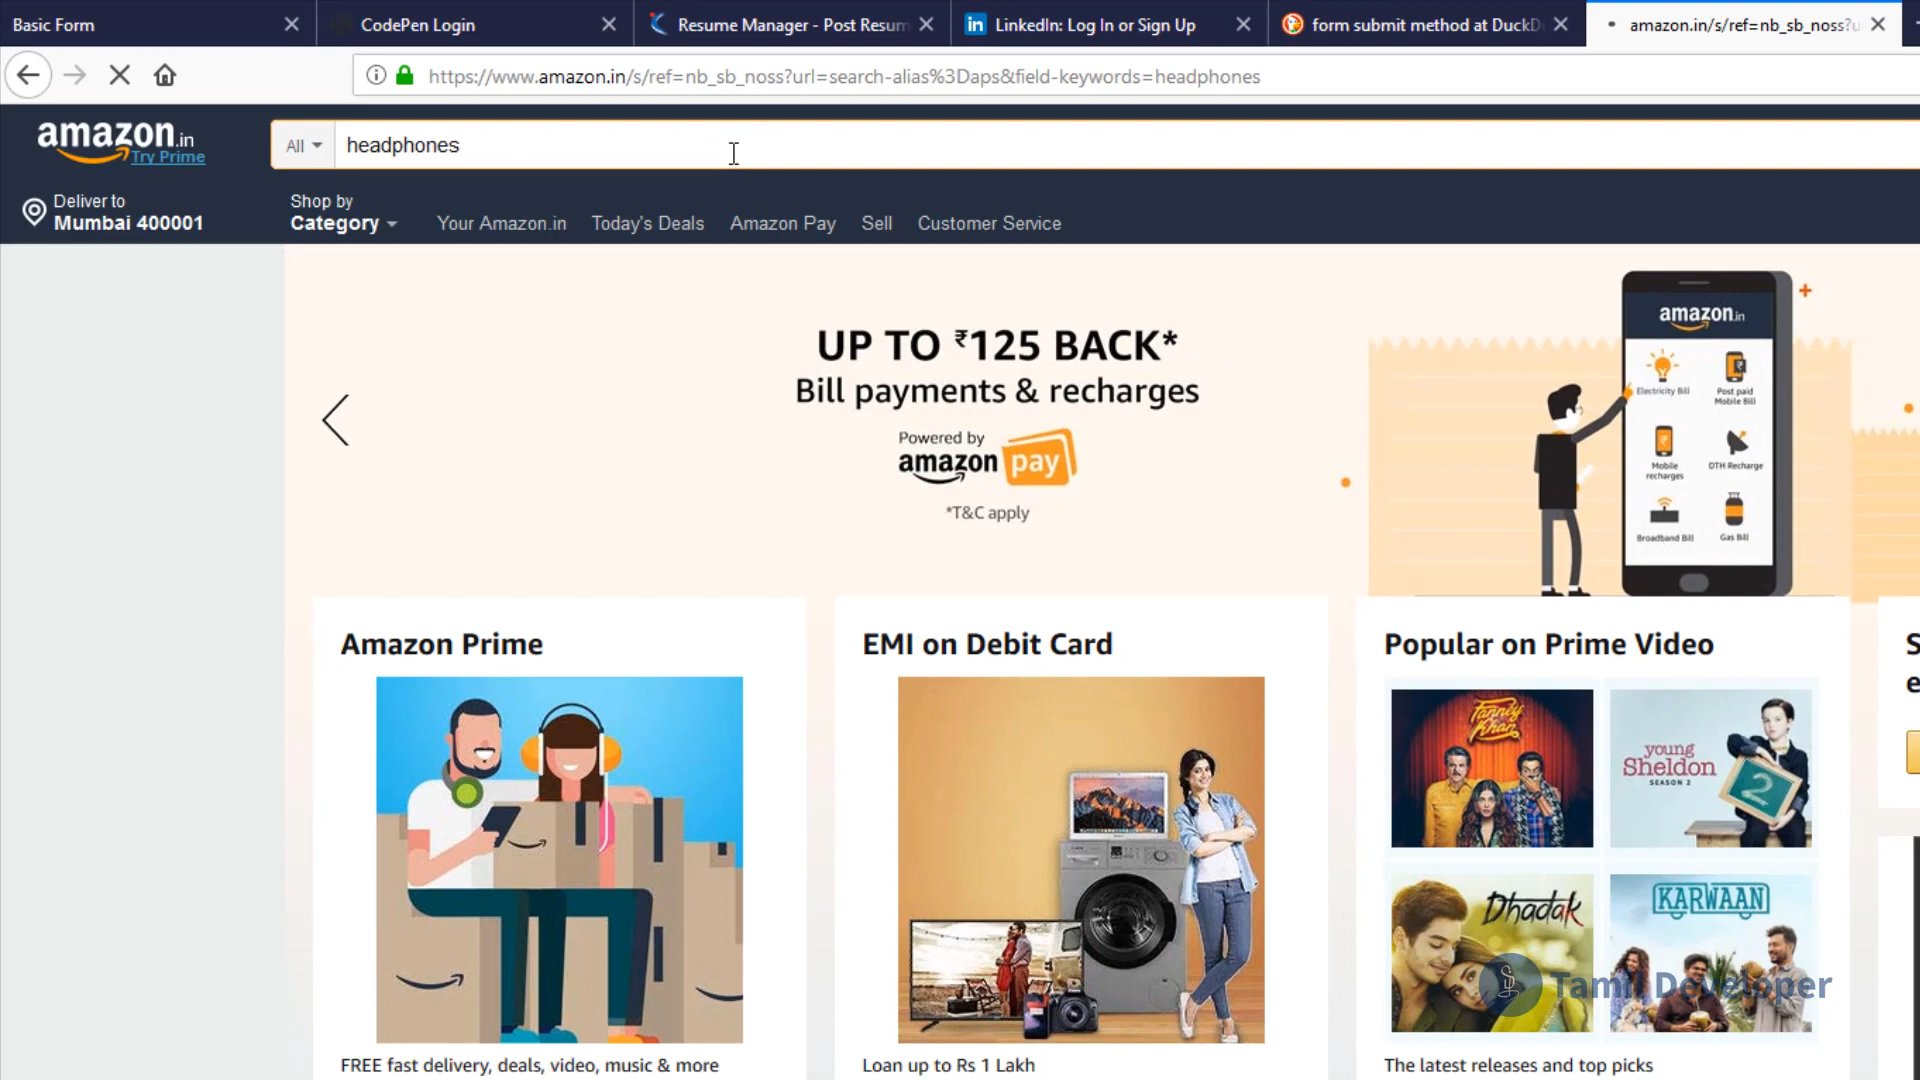 Basic Form
CodePen Login
Resume Manager - Post Resum
LinkedIn: Log In or Sign Up
form submit method at DuckD
amazon.in/s/ref=nb_sb_noss?u
https://www.amazon.in/s/ref=nb_sb_noss?url=search-alias%3Daps&field-keywords=headphones
amazon.in
Try Prime
All
headphones
Deliver to
Mumbai 400001
Shop by
Category
Your Amazon.in
Today's Deals
Amazon Pay
Sell
Customer Service
UP TO ₹125 BACK*
Bill payments & recharges
Powered by
amazon pay
*T&C apply
amazon.in
Electricity Bill
Post paid
Mobile Bill
Mobile
recharges
DTH Recharge
Broadband Bill
Gas Bill
Amazon Prime
EMI on Debit Card
Popular on Prime Video
S
e
Fanney
Khan
young
Sheldon
SEASON 2
2
Dhadak
KARWAAN
Tamil Developer
FREE fast delivery, deals, video, music & more
Loan up to Rs 1 Lakh
The latest releases and top picks